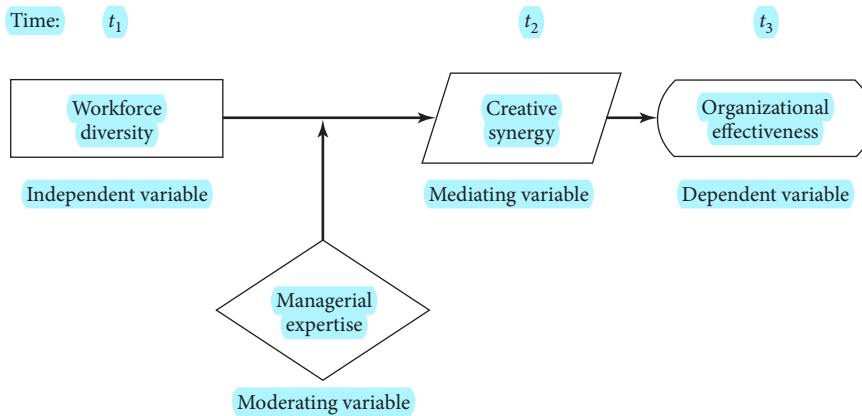 Time: t1 t2 t3
Workforce
diversity
Creative
synergy
Organizational
effectiveness
Independent variable
Mediating variable
Dependent variable
Managerial
expertise
Moderating variable